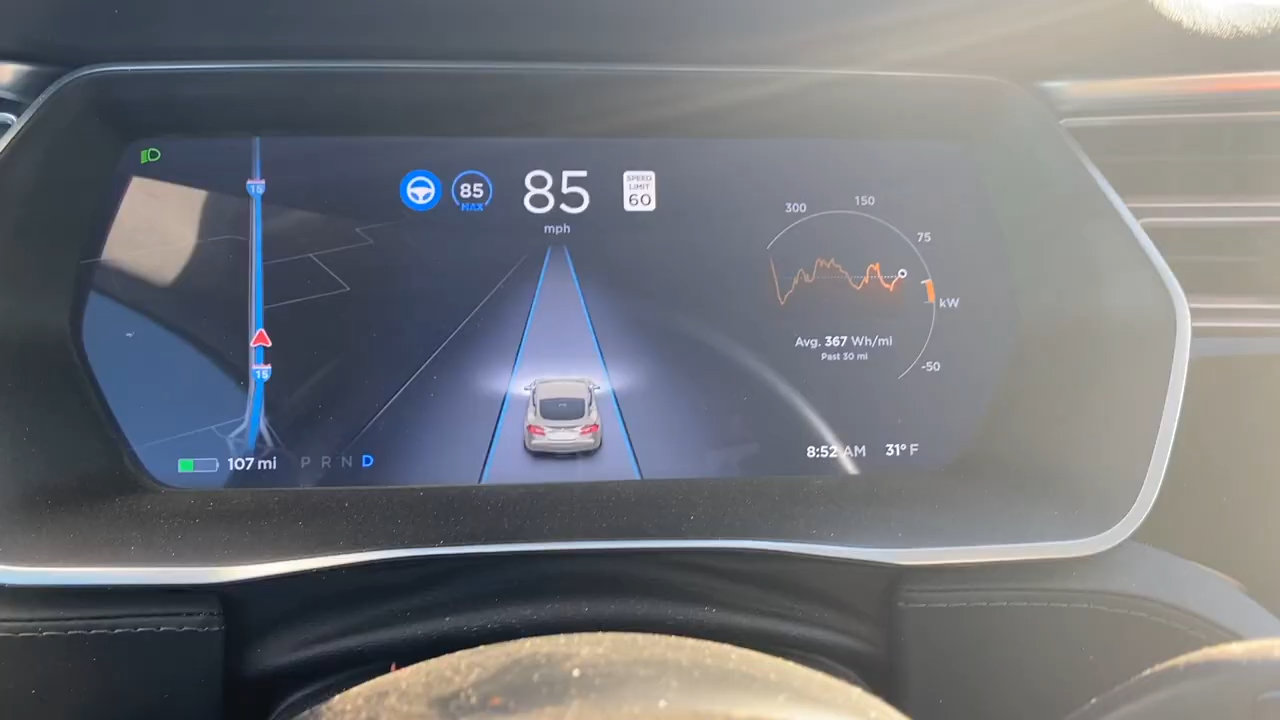 15
85
MAX
85
mph
SPEED
LIMIT
60
300
150
75
kW
-50
Avg. 367 Wh/mi
Past 30 mi
15
107 mi
P R N D
8:52 AM
31° F